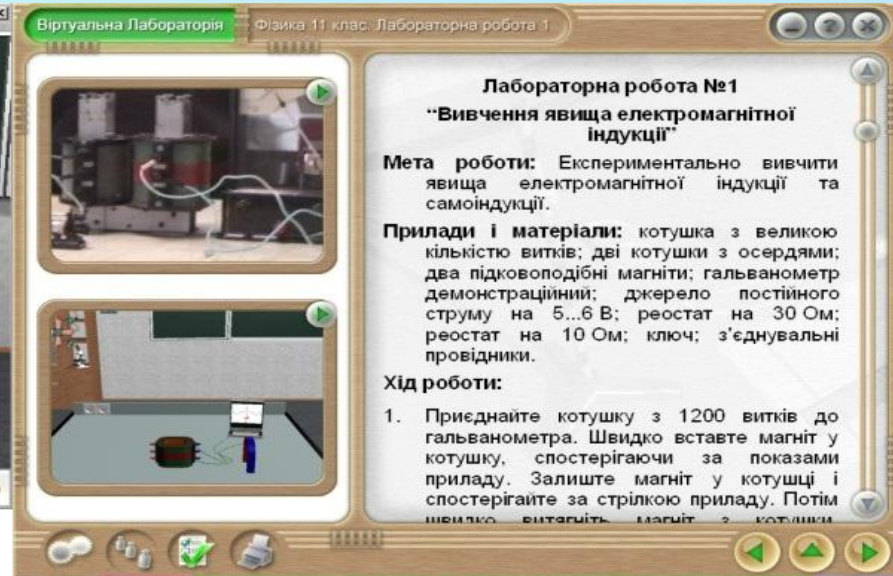 Віртуальна Лабораторія
Фізика 11 клас. Лабораторна робота 1
Лабораторна робота №1
“Вивчення явища електромагнітної
індукції”
Мета роботи: Експериментально вивчити
явища електромагнітної індукції та
самоіндукції.
Прилади і матеріали: котушка з великою
кількістю витків; дві котушки з осердями;
два підковоподібні магніти; гальванометр
демонстраційний; джерело постійного
струму на 5...6 В; реостат на 30 Ом;
реостат на 10 Ом; ключ; з'єднувальні
провідники.
Хід роботи:
1. Приєднайте котушку з 1200 витків до
гальванометра. Швидко вставте магніт у
котушку, спостерігаючи за показами
приладу. Залиште магніт у котушці і
спостерігайте за стрілкою приладу. Потім
швидко витягніть магніт з котушки,